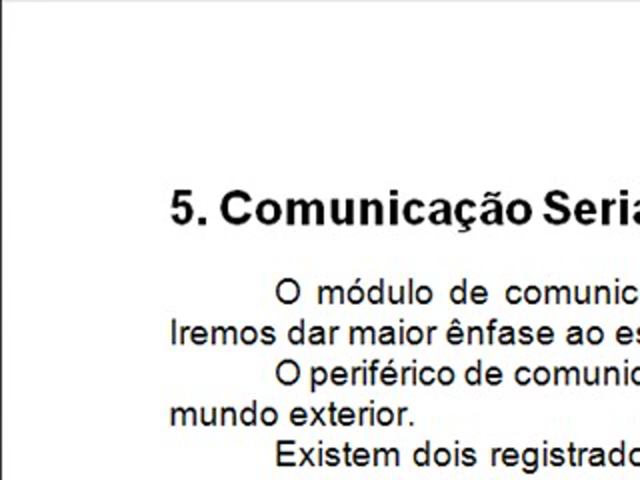 5. Comunicação Seria
O módulo de comunic
Iremos dar maior ênfase ao es
O periférico de comunic
mundo exterior.
Existem dois registrado